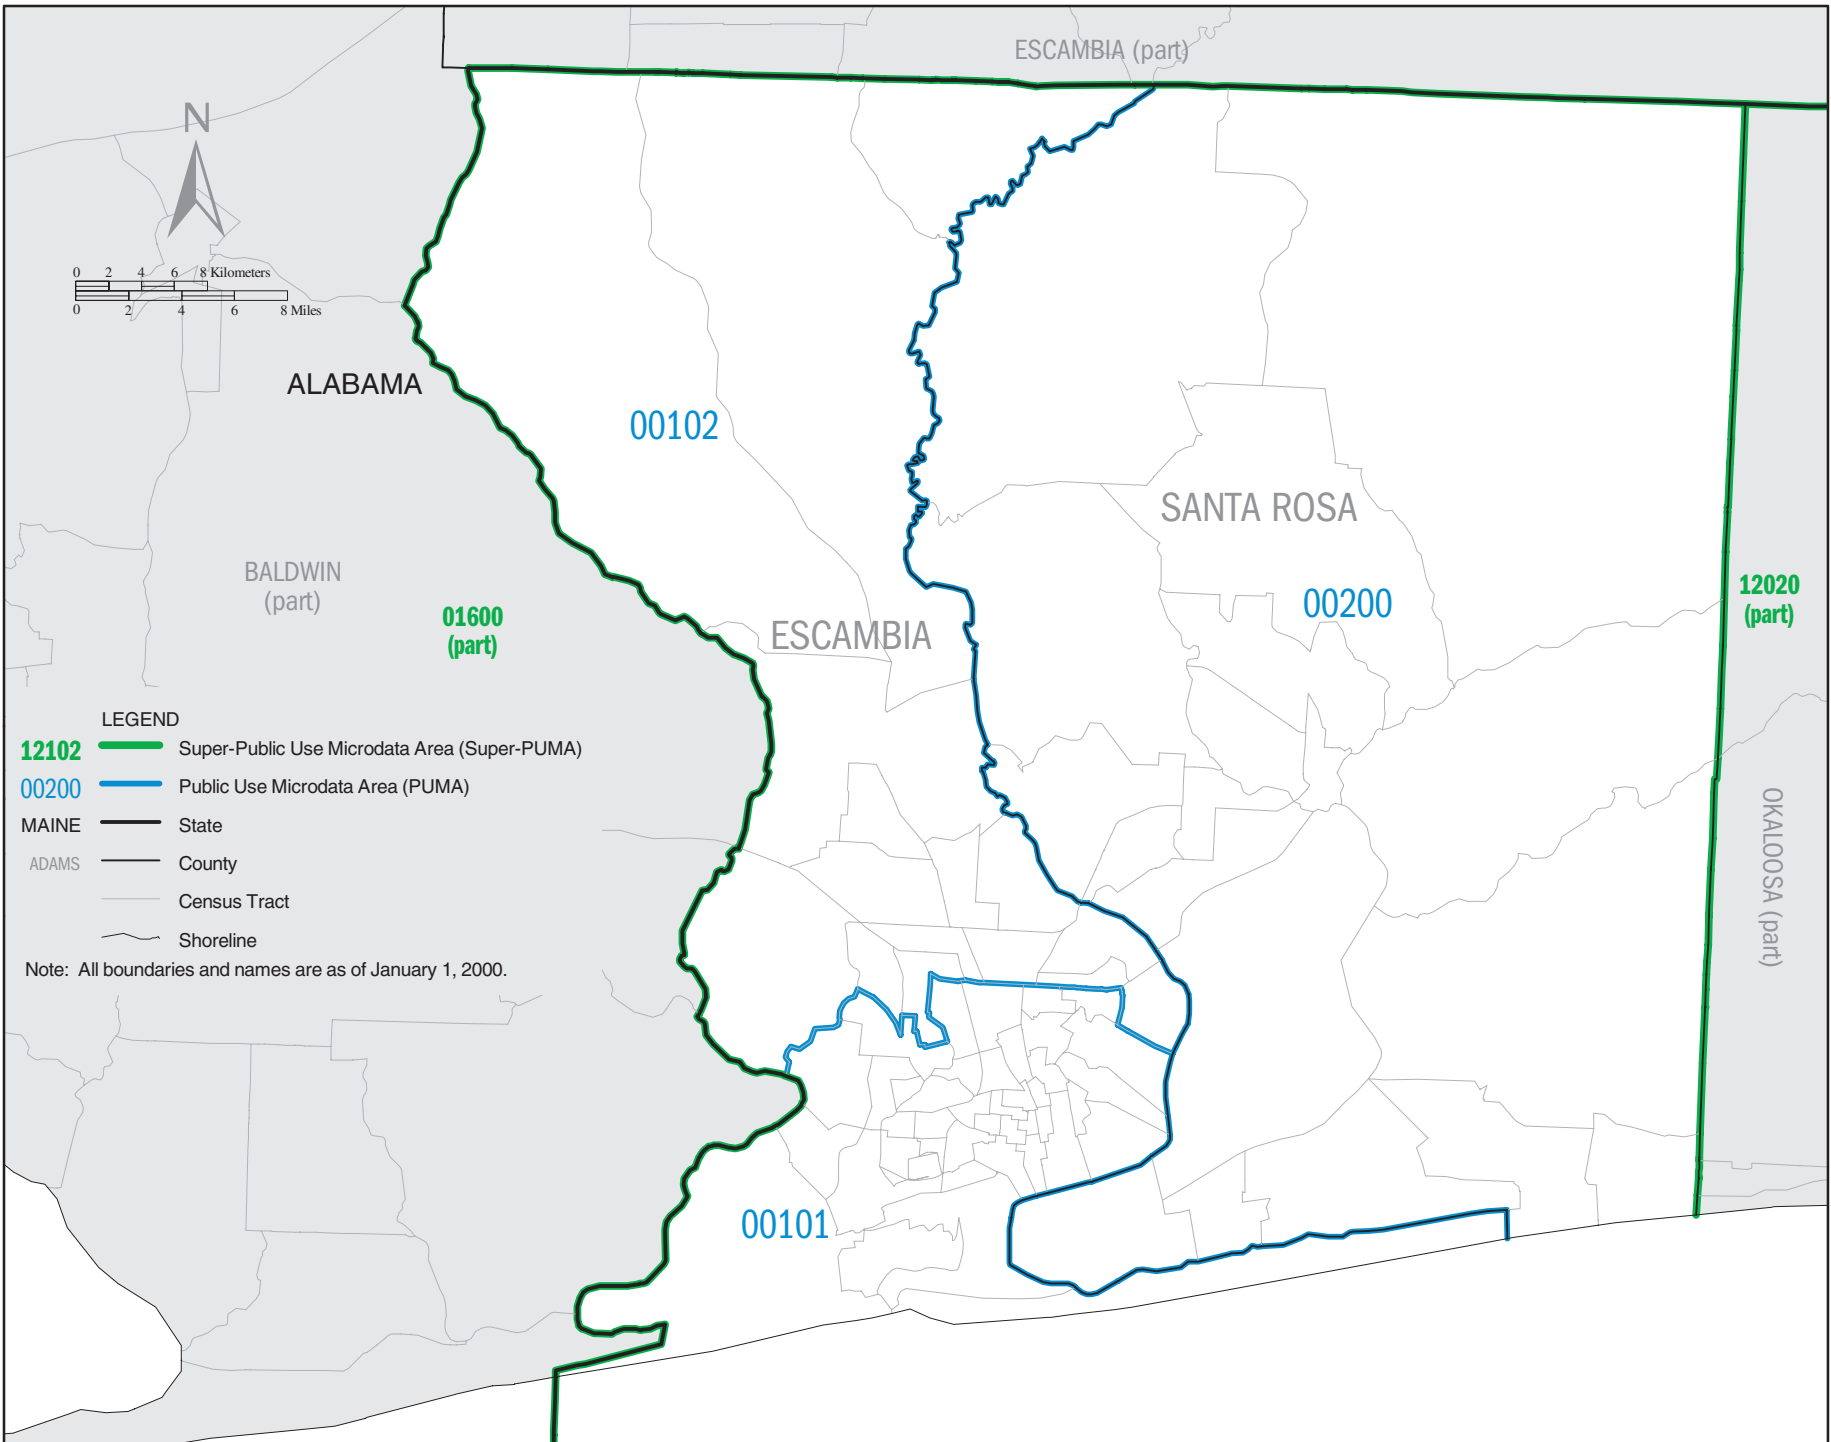 ESCAMBIA (part)
N
0 2 4 6 8 Kilometers
0 2 4 6 8 Miles
ALABAMA
00102
SANTA ROSA
BALDWIN
(part)
01600
(part)
00200
12020
(part)
ESCAMBIA
LEGEND
12102 Super-Public Use Microdata Area (Super-PUMA)
00200 Public Use Microdata Area (PUMA)
MAINE State
ADAMS County
Census Tract
Shoreline
Note: All boundaries and names are as of January 1, 2000.
OKALOOSA (part)
00101